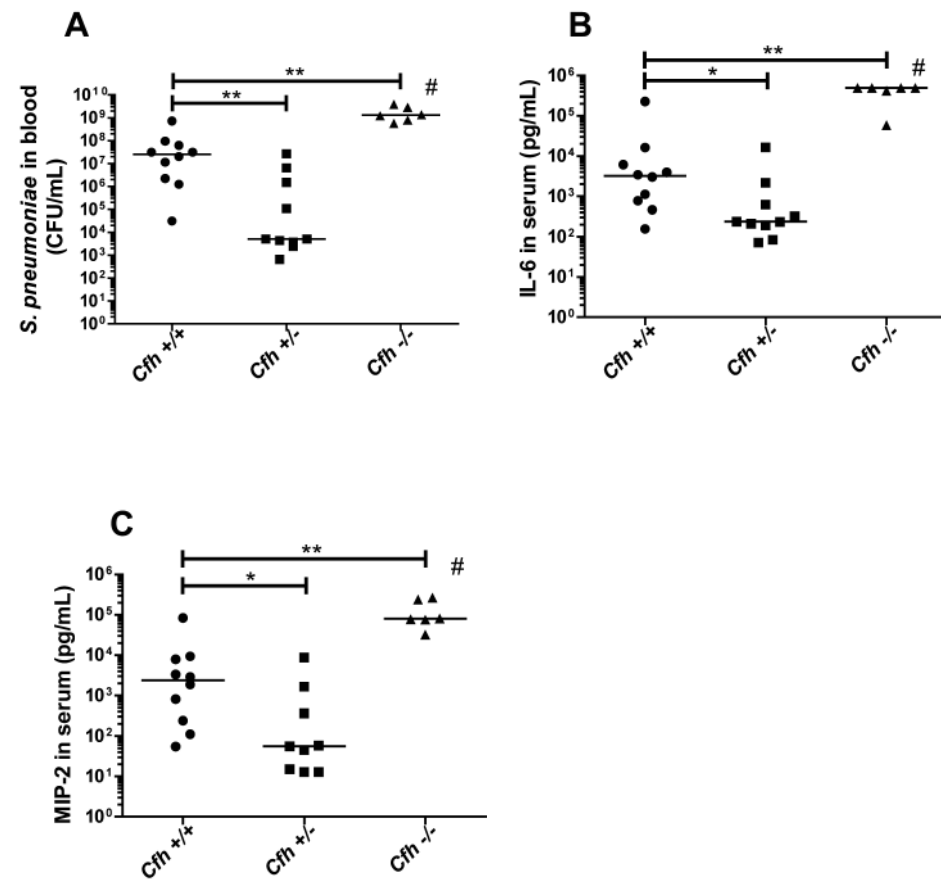 A
**
#
**
S. pneumoniae in blood
(CFU/mL)
10^10
10^9
10^8
10^7
10^6
10^5
10^4
10^3
10^2
10^1
10^0
Cfh +/+
Cfh +/-
Cfh -/-
B
**
#
*
IL-6 in serum (pg/mL)
10^6
10^5
10^4
10^3
10^2
10^1
10^0
Cfh +/+
Cfh +/-
Cfh -/-
C
**
#
*
MIP-2 in serum (pg/mL)
10^6
10^5
10^4
10^3
10^2
10^1
10^0
Cfh +/+
Cfh +/-
Cfh -/-